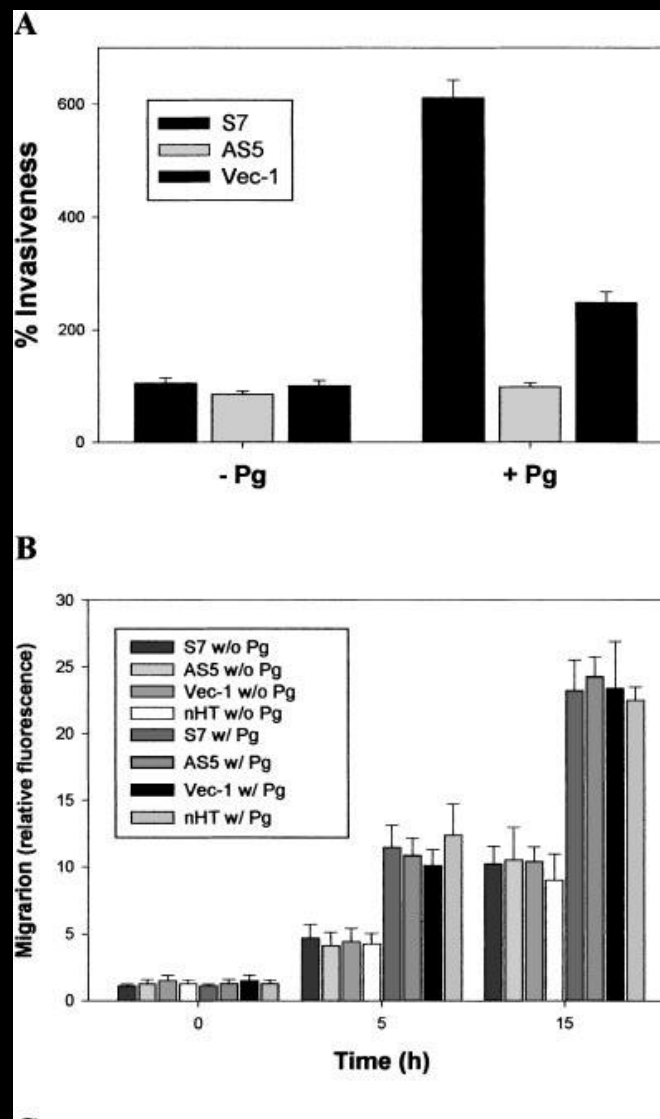 A
% Invasiveness
600
400
200
0
S7
AS5
Vec-1
- Pg
+ Pg
B
Migrarion (relative fluorescence)
30
25
20
15
10
5
0
S7 w/o Pg
AS5 w/o Pg
Vec-1 w/o Pg
nHT w/o Pg
S7 w/ Pg
AS5 w/ Pg
Vec-1 w/ Pg
nHT w/ Pg
0
5
15
Time (h)